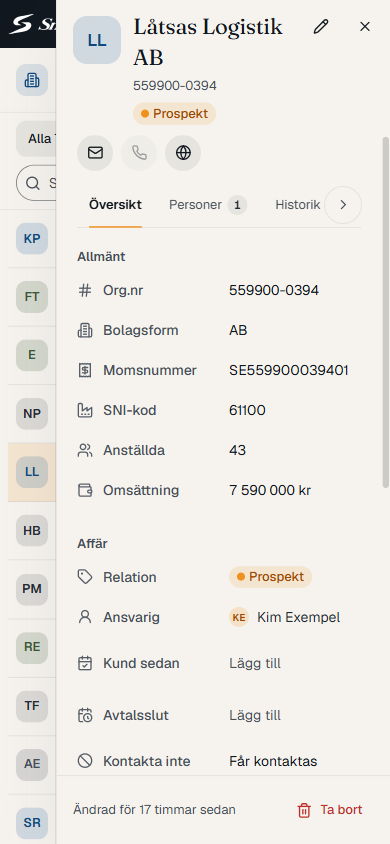 Låtsas Logistik
AB
LL
559900-0394
Prospekt
Alla
S
Översikt
Personer 1
Historik
Allmänt
Org.nr 559900-0394
Bolagsform AB
Momsnummer SE559900039401
SNI-kod 61100
Anställda 43
Omsättning 7 590 000 kr
Affär
Relation Prospekt
Ansvarig KE Kim Exempel
Kund sedan Lägg till
Avtalsslut Lägg till
Kontakta inte Får kontaktas
Ändrad för 17 timmar sedan
Ta bort
KP
FT
E
NP
LL
HB
PM
RE
TF
AE
SR